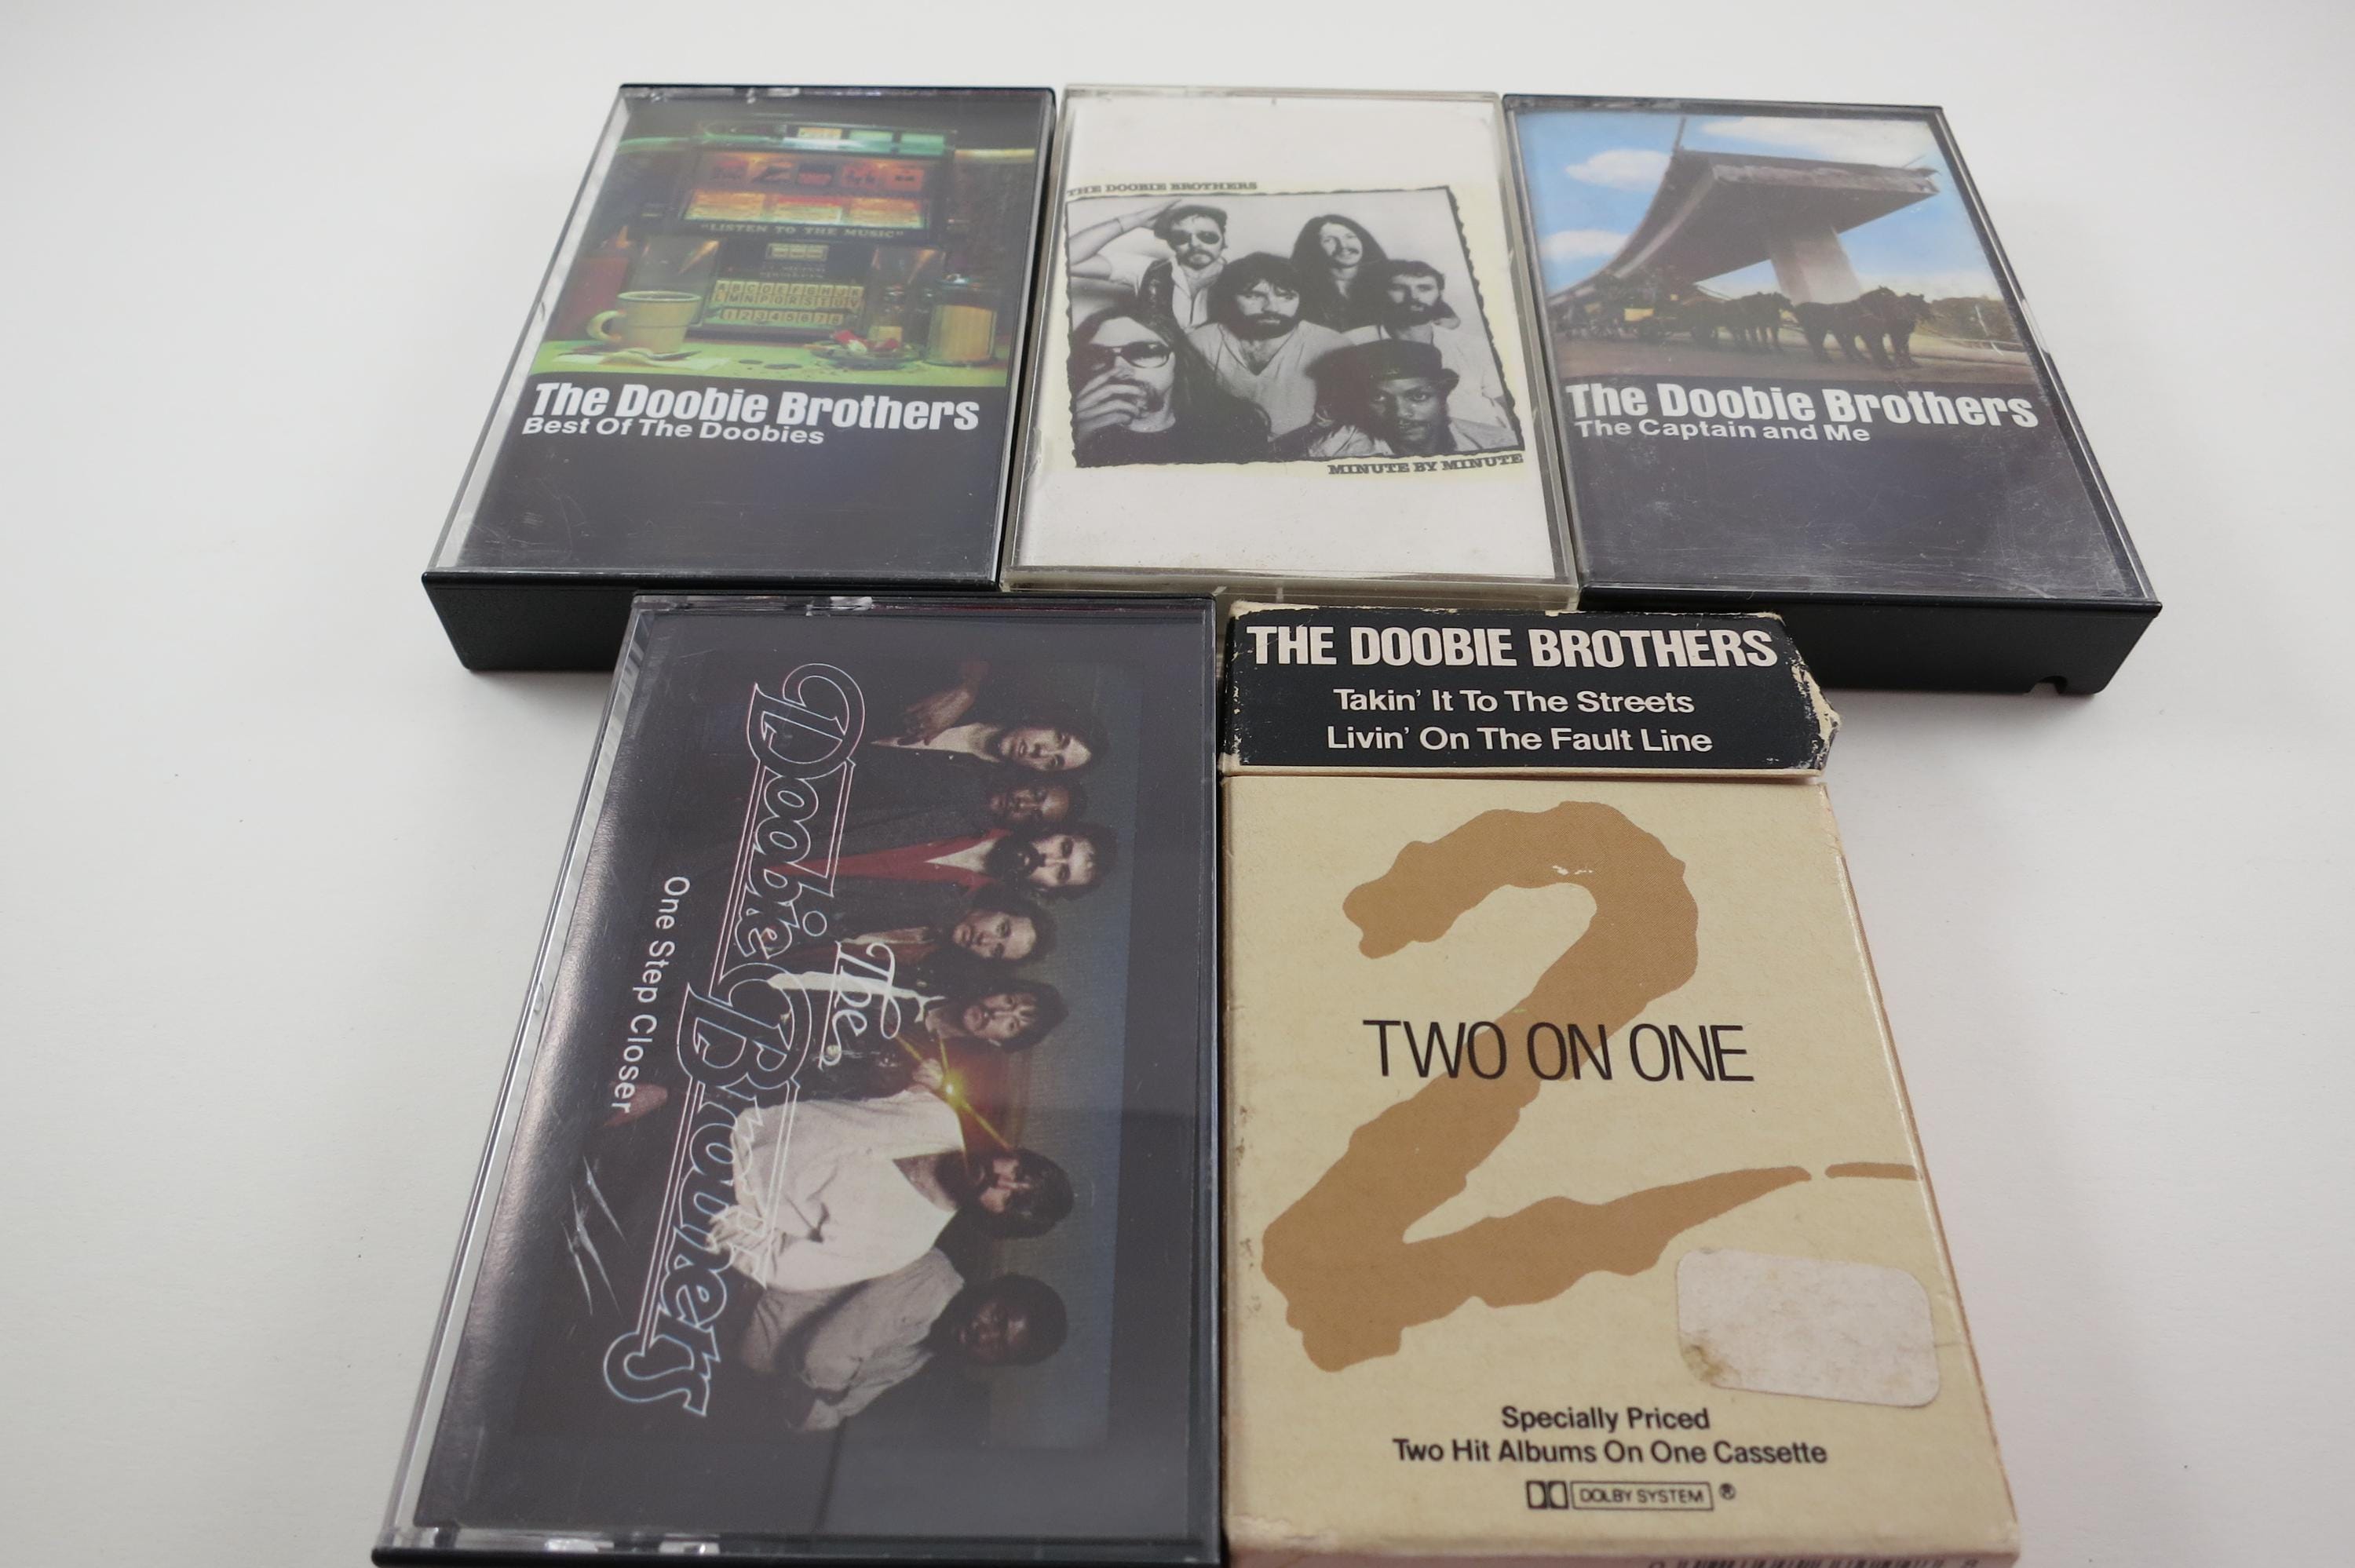 "LISTEN TO THE MUSIC"
The Doobie Brothers
Best Of The Doobies
THE DOOBIE BROTHERS
MINUTE BY MINUTE
The Doobie Brothers
The Captain and Me
The
Doobie Brothers
One Step Closer
THE DOOBIE BROTHERS
Takin' It To The Streets
Livin' On The Fault Line
2
TWO ON ONE
Specially Priced
Two Hit Albums On One Cassette
DOLBY SYSTEM ®